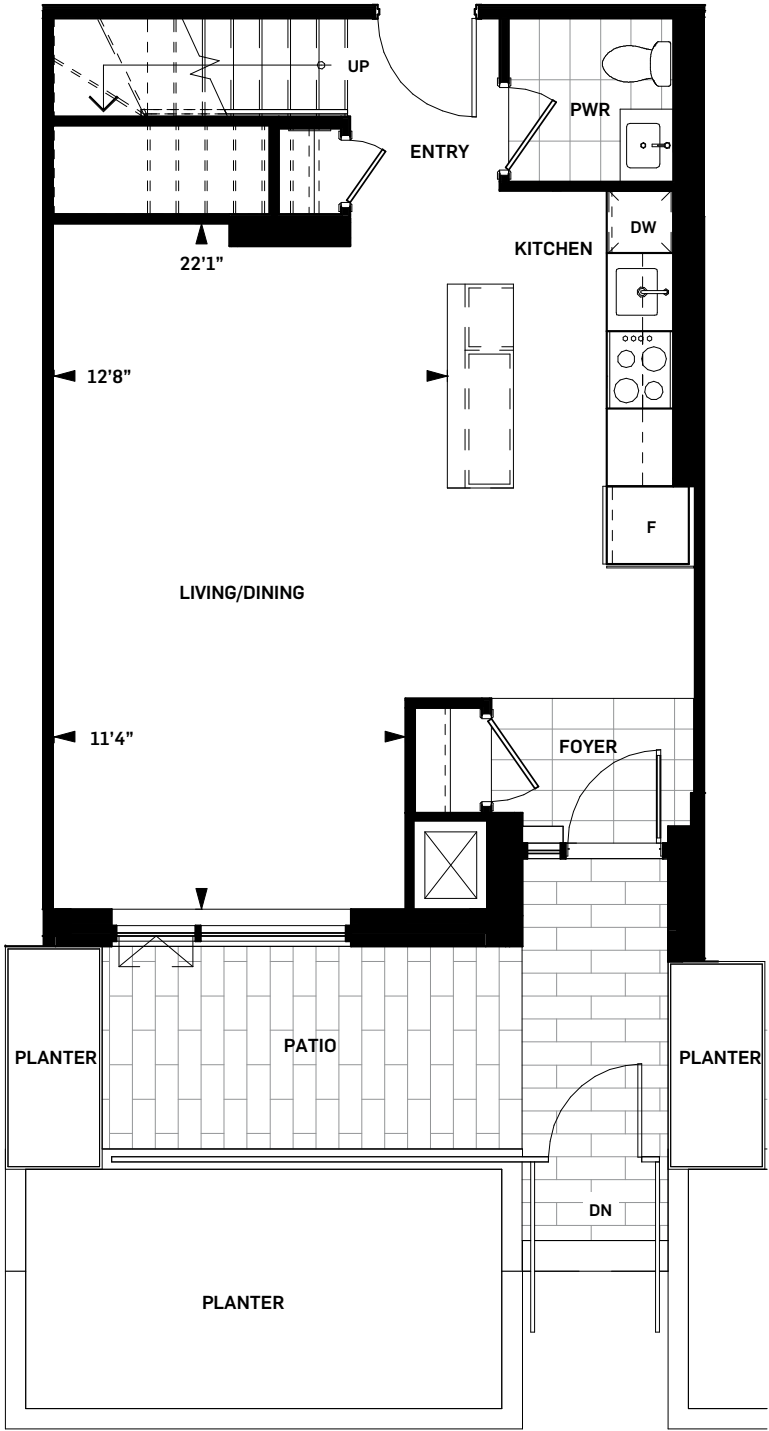 UP
PWR
ENTRY
DW
KITCHEN
22'1"
12'8"
F
LIVING/DINING
11'4"
FOYER
PATIO
PLANTER
PLANTER
DN
PLANTER